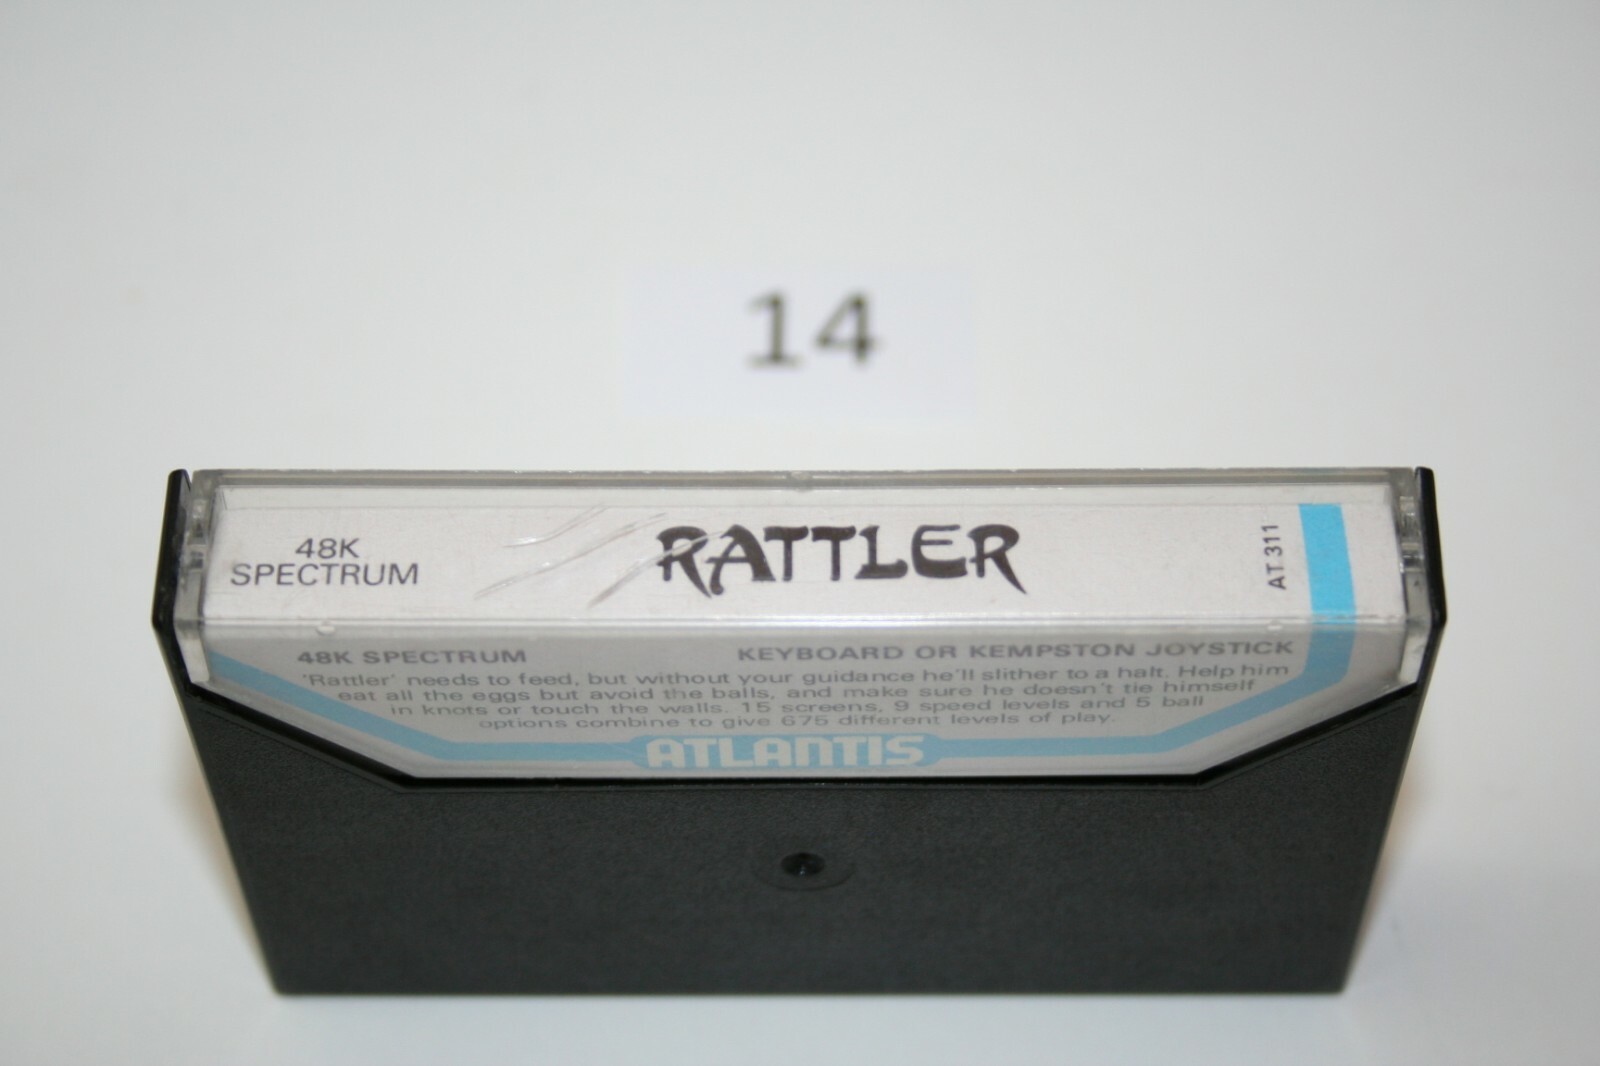 14
48K
SPECTRUM
RATTLER
AT 311
48K SPECTRUM
KEYBOARD OR KEMPSTON JOYSTICK
'Rattler' needs to feed, but without your guidance he'll slither to a halt. Help him
eat all the eggs but avoid the balls, and make sure he doesn't tie himself
in knots or touch the walls. 15 screens, 9 speed levels and 5 ball
options combine to give 675 different levels of play.
ATLANTIS